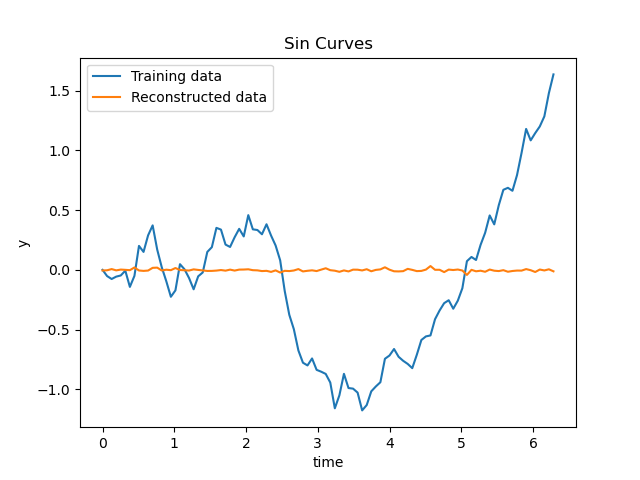 Sin Curves
Training data
Reconstructed data
1.5
1.0
0.5
0.0
−0.5
−1.0
y
0 1 2 3 4 5 6
time